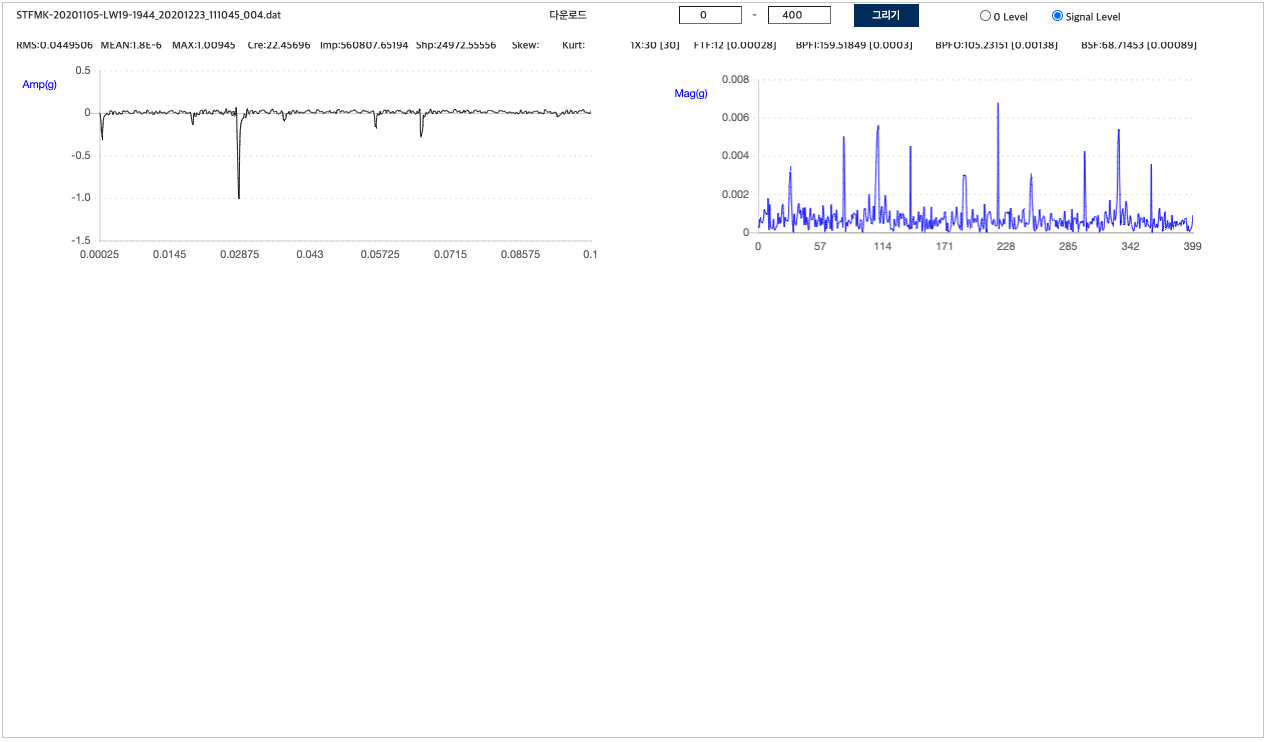 STFMK-20201105-LW19-1944_20201223_111045_004.dat 다운로드 0 - 400 그리기 0 Level Signal Level
RMS:0.0449506 MEAN:1.8E-6 MAX:1.00945 Cre:22.45696 Imp:560807.65194 Shp:24972.55556 Skew: Kurt: 1X:30 [30] FTF:12 [0.00028] BPFI:159.51849 [0.0003] BPFO:105.23151 [0.00138] BSF:68.71453 [0.00089]
Amp(g)
0.5
0
-0.5
-1.0
-1.5
0.00025 0.0145 0.02875 0.043 0.05725 0.0715 0.08575 0.1
Mag(g)
0.008
0.006
0.004
0.002
0
0 57 114 171 228 285 342 399